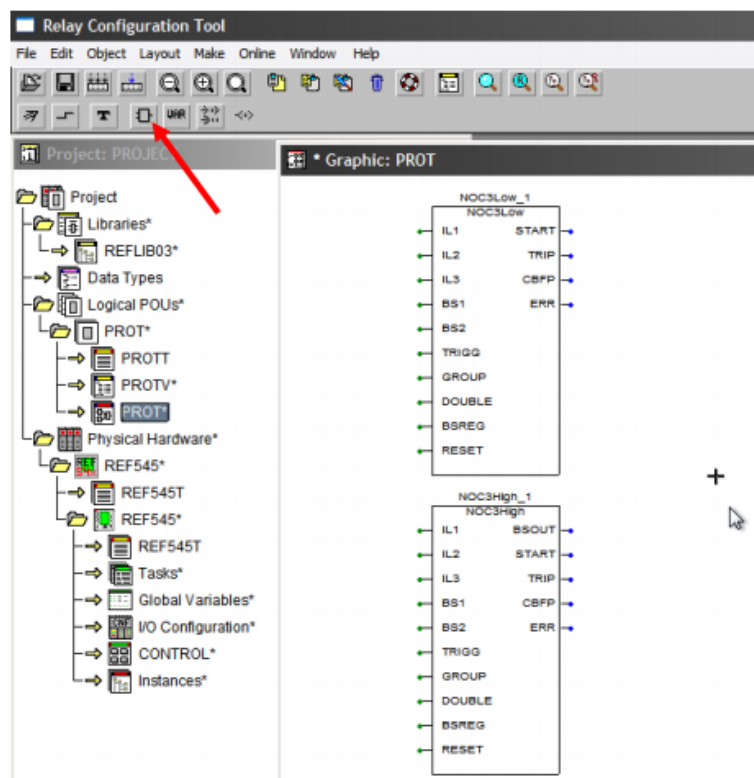 Relay Configuration Tool
File Edit Object Layout Make Online Window Help
VAR
Project: PROJEC
* Graphic: PROT
Project
Libraries*
REFLIB03*
Data Types
Logical POUs*
PROT*
PROTT
PROTV*
PROT*
Physical Hardware*
REF545*
REF545T
REF545*
REF545T
Tasks*
Global Variables*
I/O Configuration*
CONTROL*
Instances*
NOC3Low_1
NOC3Low
IL1 START
IL2 TRIP
IL3 CBFP
BS1 ERR
BS2
TRIGG
GROUP
DOUBLE
BSREG
RESET
NOC3High_1
NOC3High
IL1 BSOUT
IL2 START
IL3 TRIP
BS1 CBFP
BS2 ERR
TRIGG
GROUP
DOUBLE
BSREG
RESET